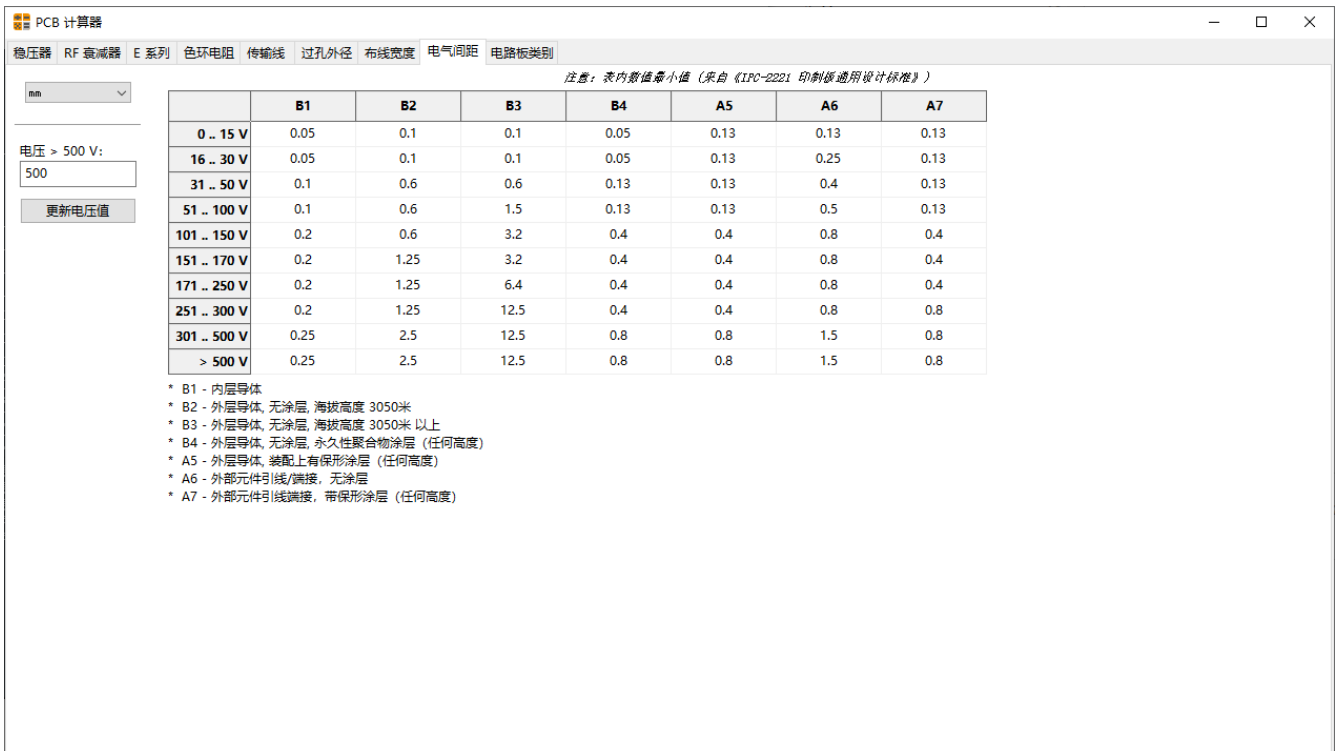 PCB 计算器
稳压器 RF 衰减器 E 系列 色环电阻 传输线 过孔外径 布线宽度 电气间距 电路板类别
注意: 表内数值最小值 (来自《IPC-2221 印制板通用设计标准》)
mm
电压 > 500 V:
500
更新电压值
B1 B2 B3 B4 A5 A6 A7
0 .. 15 V 0.05 0.1 0.1 0.05 0.13 0.13 0.13
16 .. 30 V 0.05 0.1 0.1 0.05 0.13 0.25 0.13
31 .. 50 V 0.1 0.6 0.6 0.13 0.13 0.4 0.13
51 .. 100 V 0.1 0.6 1.5 0.13 0.13 0.5 0.13
101 .. 150 V 0.2 0.6 3.2 0.4 0.4 0.8 0.4
151 .. 170 V 0.2 1.25 3.2 0.4 0.4 0.8 0.4
171 .. 250 V 0.2 1.25 6.4 0.4 0.4 0.8 0.4
251 .. 300 V 0.2 1.25 12.5 0.4 0.4 0.8 0.8
301 .. 500 V 0.25 2.5 12.5 0.8 0.8 1.5 0.8
> 500 V 0.25 2.5 12.5 0.8 0.8 1.5 0.8
* B1 - 内层导体
* B2 - 外层导体, 无涂层, 海拔高度 3050米
* B3 - 外层导体, 无涂层, 海拔高度 3050米 以上
* B4 - 外层导体, 无涂层, 永久性聚合物涂层（任何高度）
* A5 - 外层导体, 装配上有保形涂层（任何高度）
* A6 - 外部元件引线/端接，无涂层
* A7 - 外部元件引线端接，带保形涂层（任何高度）